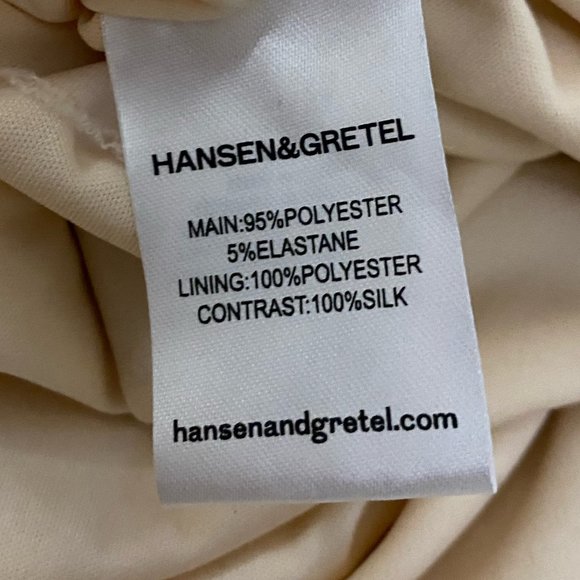 HANSEN&GRETEL
MAIN:95%POLYESTER
5%ELASTANE
LINING:100%POLYESTER
CONTRAST:100%SILK
hansenandgretel.com